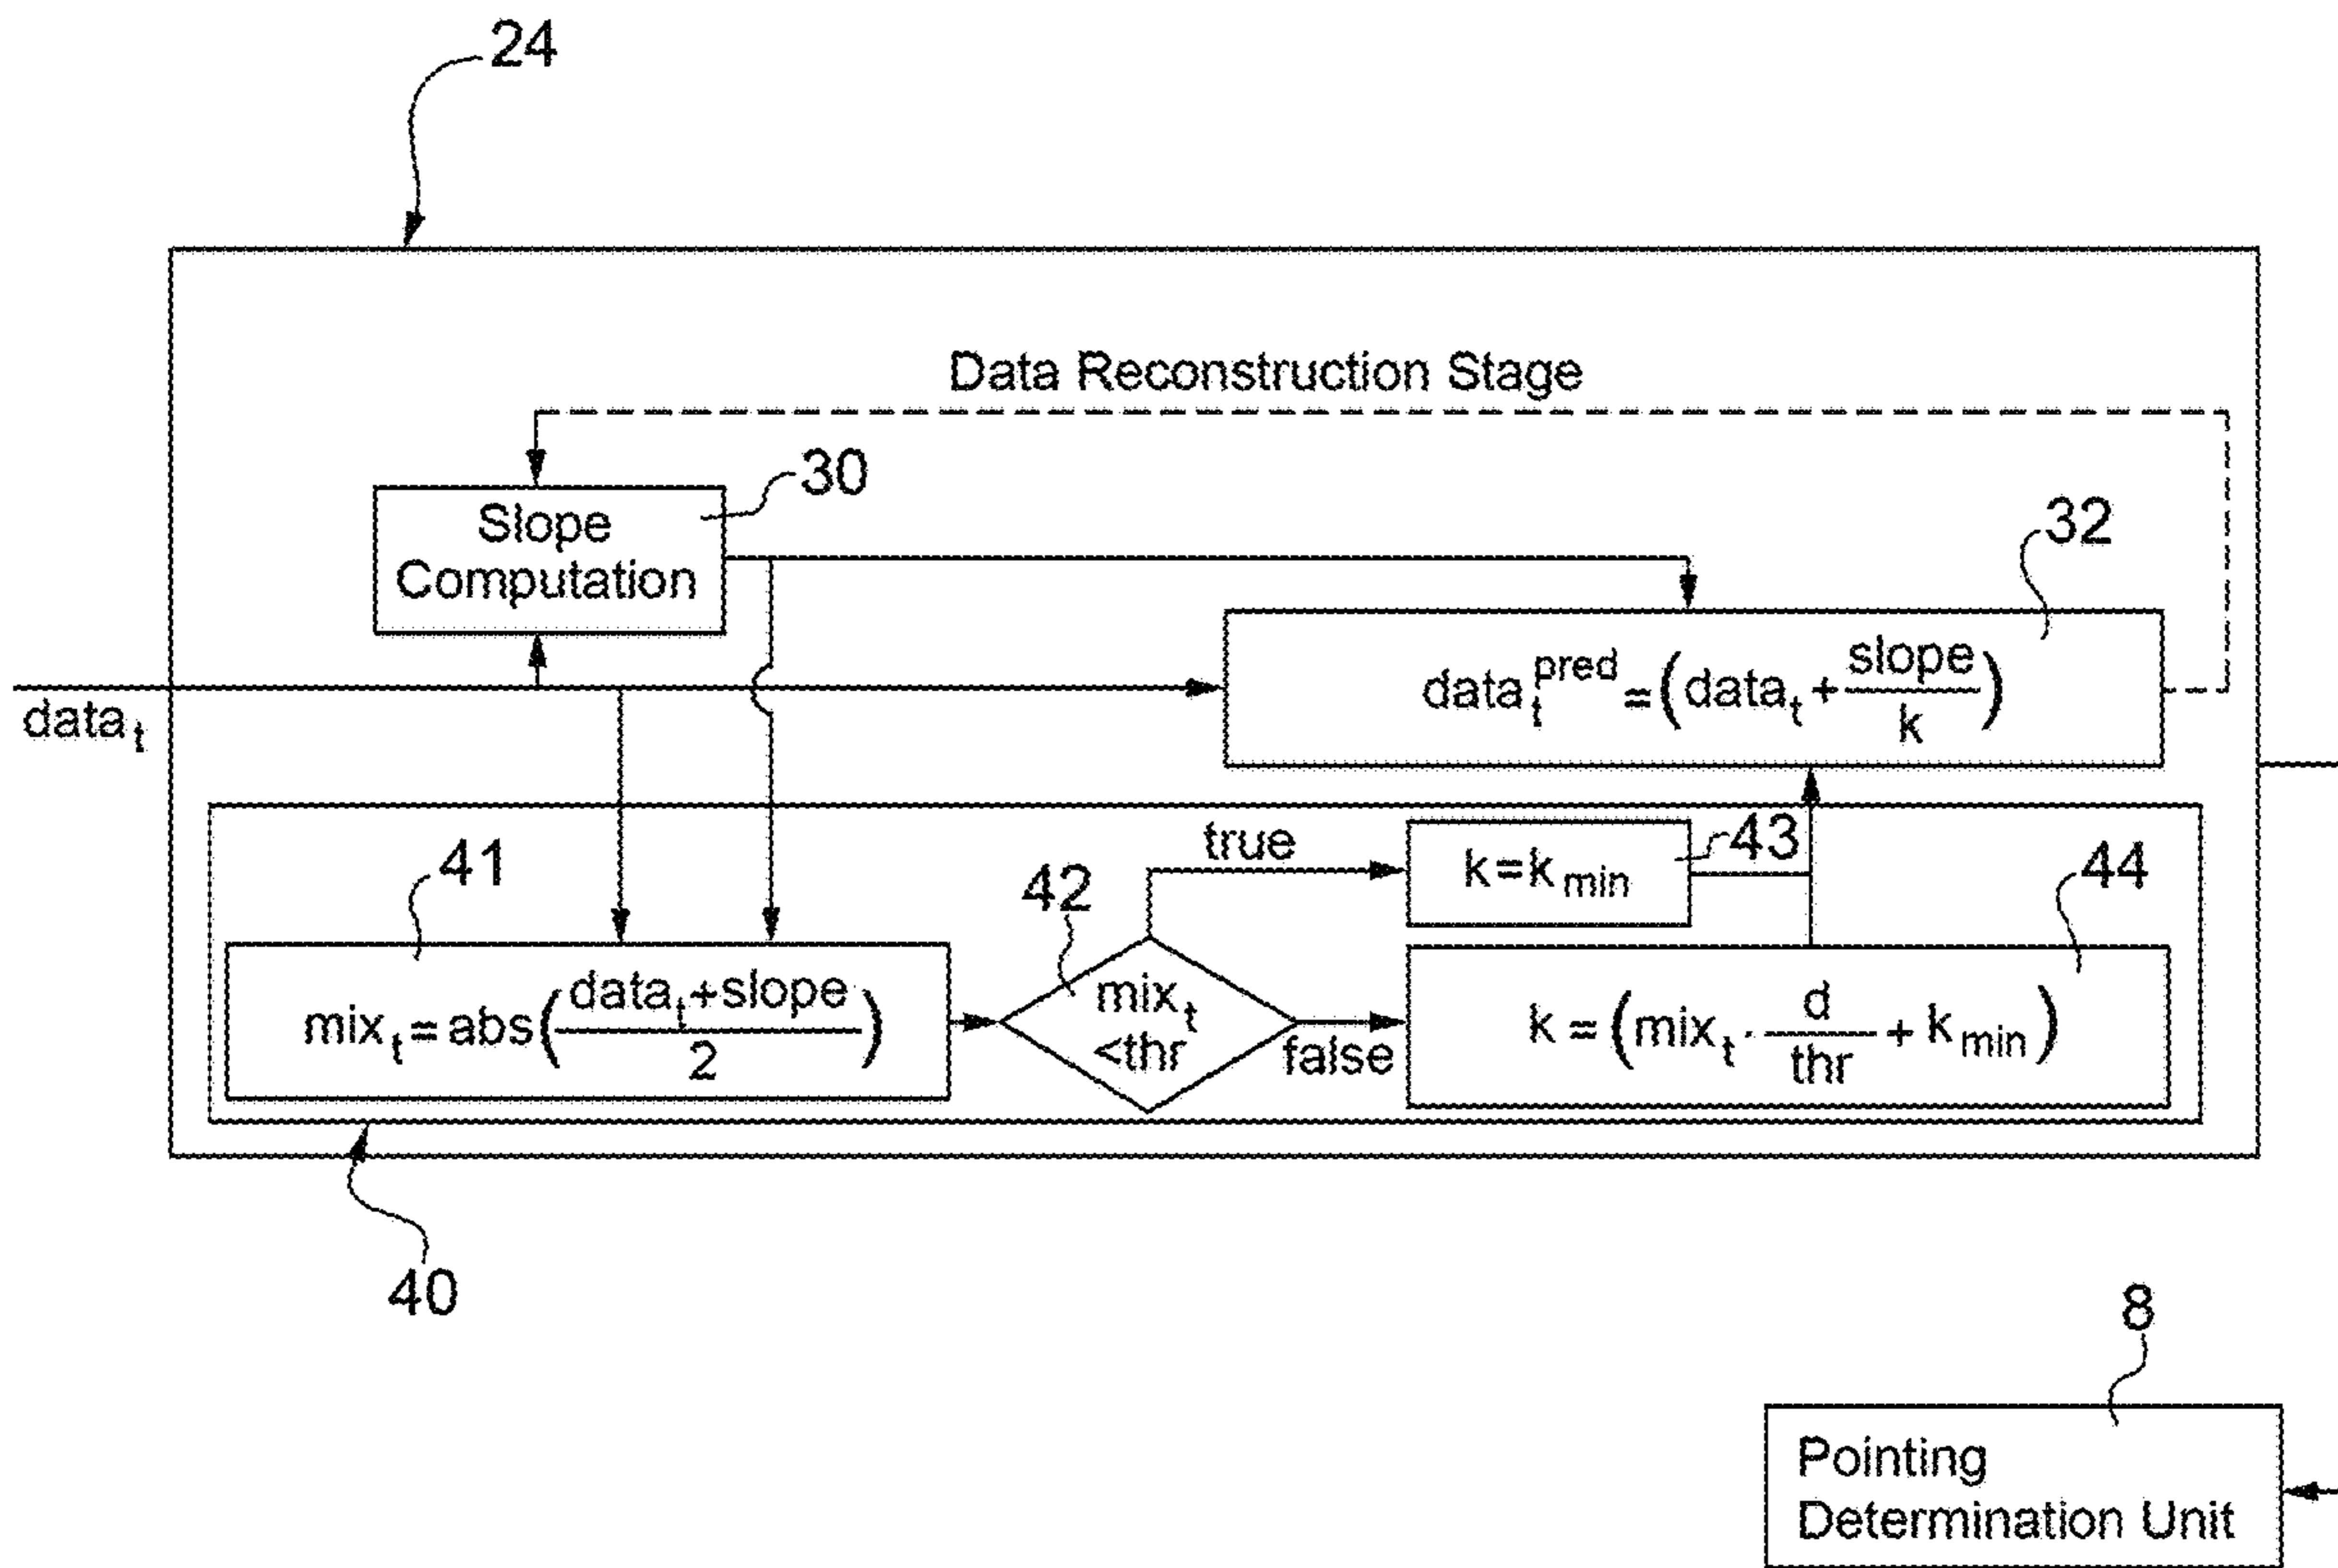 24
Data Reconstruction Stage
30
Slope
Computation
32
data_t^pred = (data_t + slope/k)
data_t
41
mix_t = abs((data_t + slope)/2)
42
mix_t
<thr
true
false
43
k = k_min
44
k = (mix_t · d/thr + k_min)
40
8
Pointing
Determination Unit